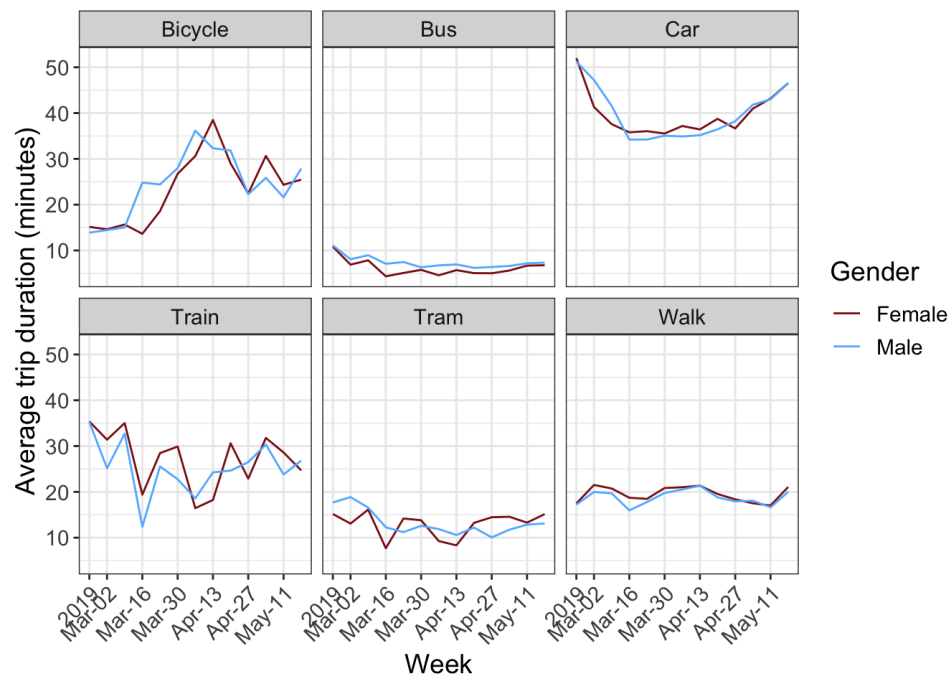 Bicycle
Bus
Car
50
40
30
20
10
Train
Tram
Walk
50
40
30
20
10
2019
Mar-02
Mar-16
Mar-30
Apr-13
Apr-27
May-11
2019
Mar-02
Mar-16
Mar-30
Apr-13
Apr-27
May-11
2019
Mar-02
Mar-16
Mar-30
Apr-13
Apr-27
May-11
Week
Average trip duration (minutes)
Gender
Female
Male